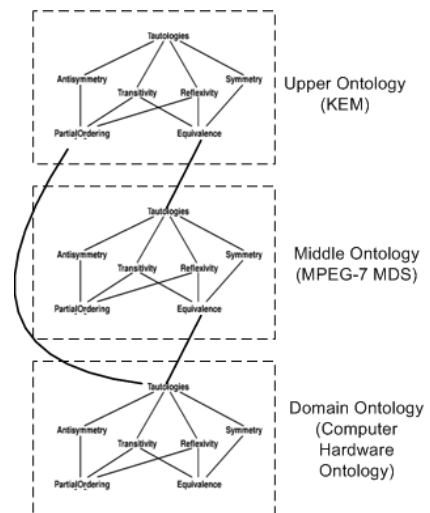 Tautologies
Antisymmetry
Transitivity
Reflexivity
Symmetry
PartialOrdering
Equivalence
Upper Ontology
(KEM)
Tautologies
Antisymmetry
Transitivity
Reflexivity
Symmetry
PartialOrdering
Equivalence
Middle Ontology
(MPEG-7 MDS)
Tautologies
Antisymmetry
Transitivity
Reflexivity
Symmetry
PartialOrdering
Equivalence
Domain Ontology
(Computer
Hardware
Ontology)